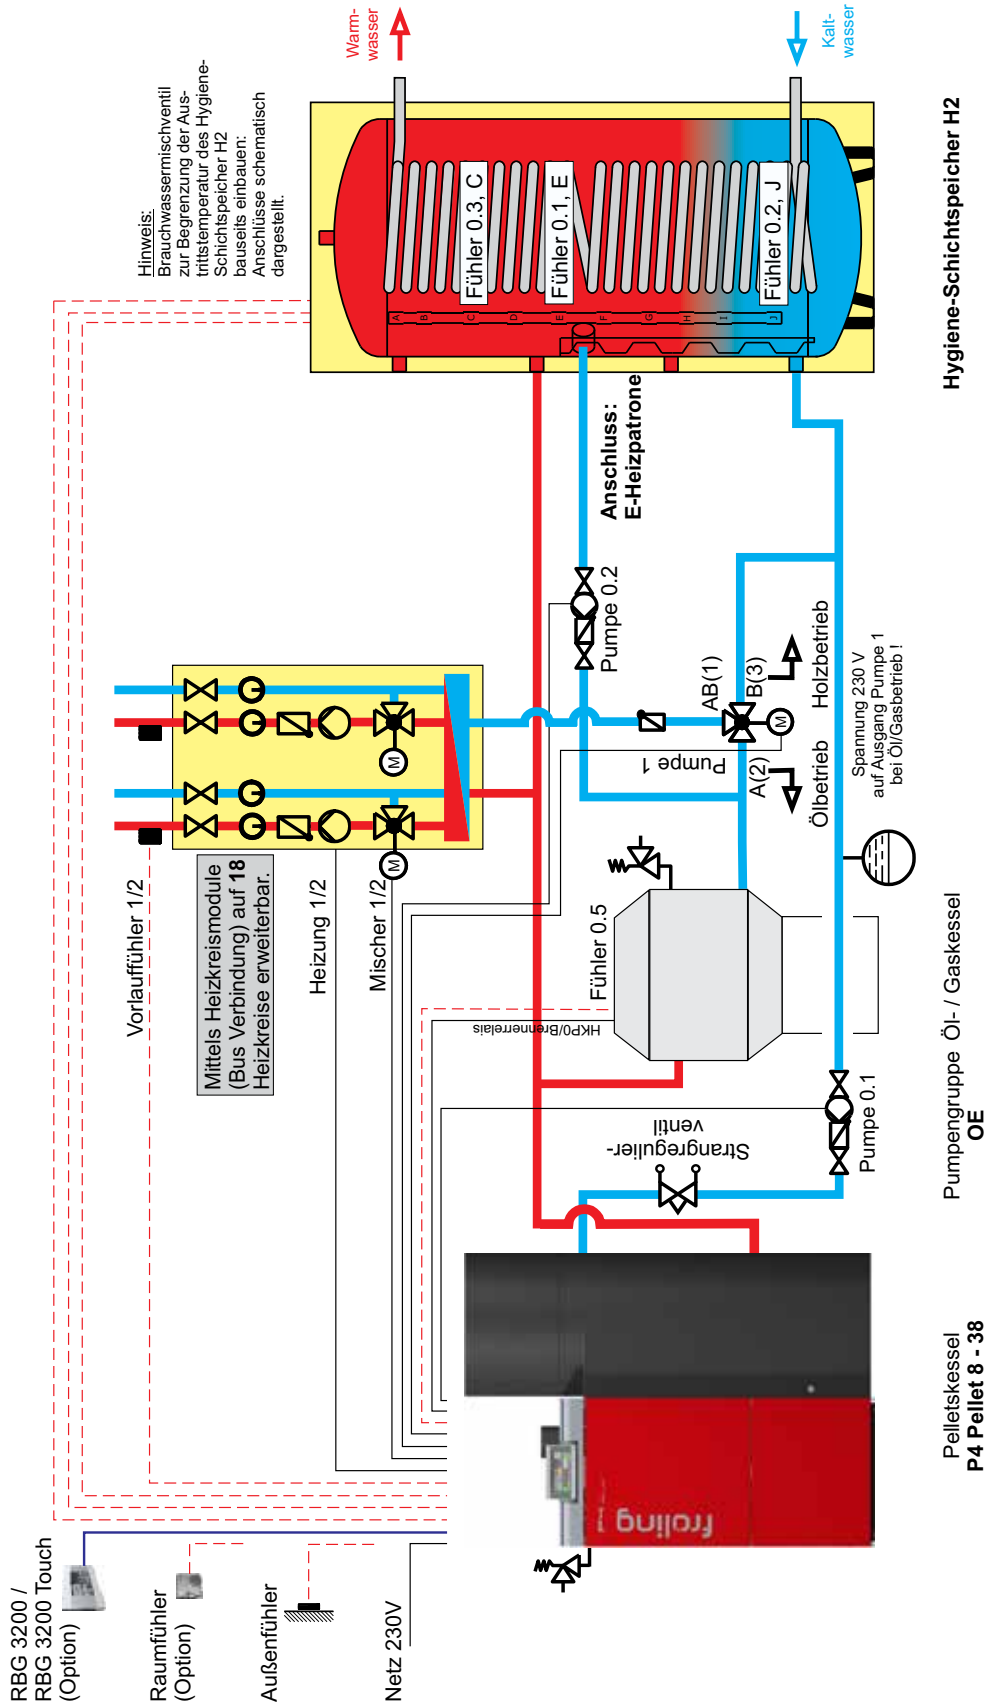 RBG 3200 /
RBG 3200 Touch
(Option)
Raumfühler
(Option)
Außenfühler
Netz 230V
Vorlauffühler 1/2
Mittels Heizkreismodule
(Bus Verbindung) auf 18
Heizkreise erweiterbar.
Heizung 1/2
Mischer 1/2
M
M
Hinweis:
Brauchwassermischventil
zur Begrenzung der Aus-
trittstemperatur des Hygiene-
Schichtspeicher H2
bauseits einbauen:
Anschlüsse schematisch
dargestellt.
Warm-
wasser
Kalt-
wasser
Fühler 0.3, C
Fühler 0.1, E
Fühler 0.2, J
A
B
C
D
E
F
G
H
I
J
Anschluss:
E-Heizpatrone
Pumpe 0.2
Fühler 0.5
HKP0/Brennerrelais
Strangregulier-
ventil
Pumpe 1
AB(1)
B(3)
A(2)
M
Ölbetrieb
Holzbetrieb
Spannung 230 V
auf Ausgang Pumpe 1
bei Öl/Gasbetrieb !
Pumpe 0.1
froling
Pelletskessel
P4 Pellet 8 - 38
Pumpengruppe
OE
Öl- / Gaskessel
Hygiene-Schichtspeicher H2